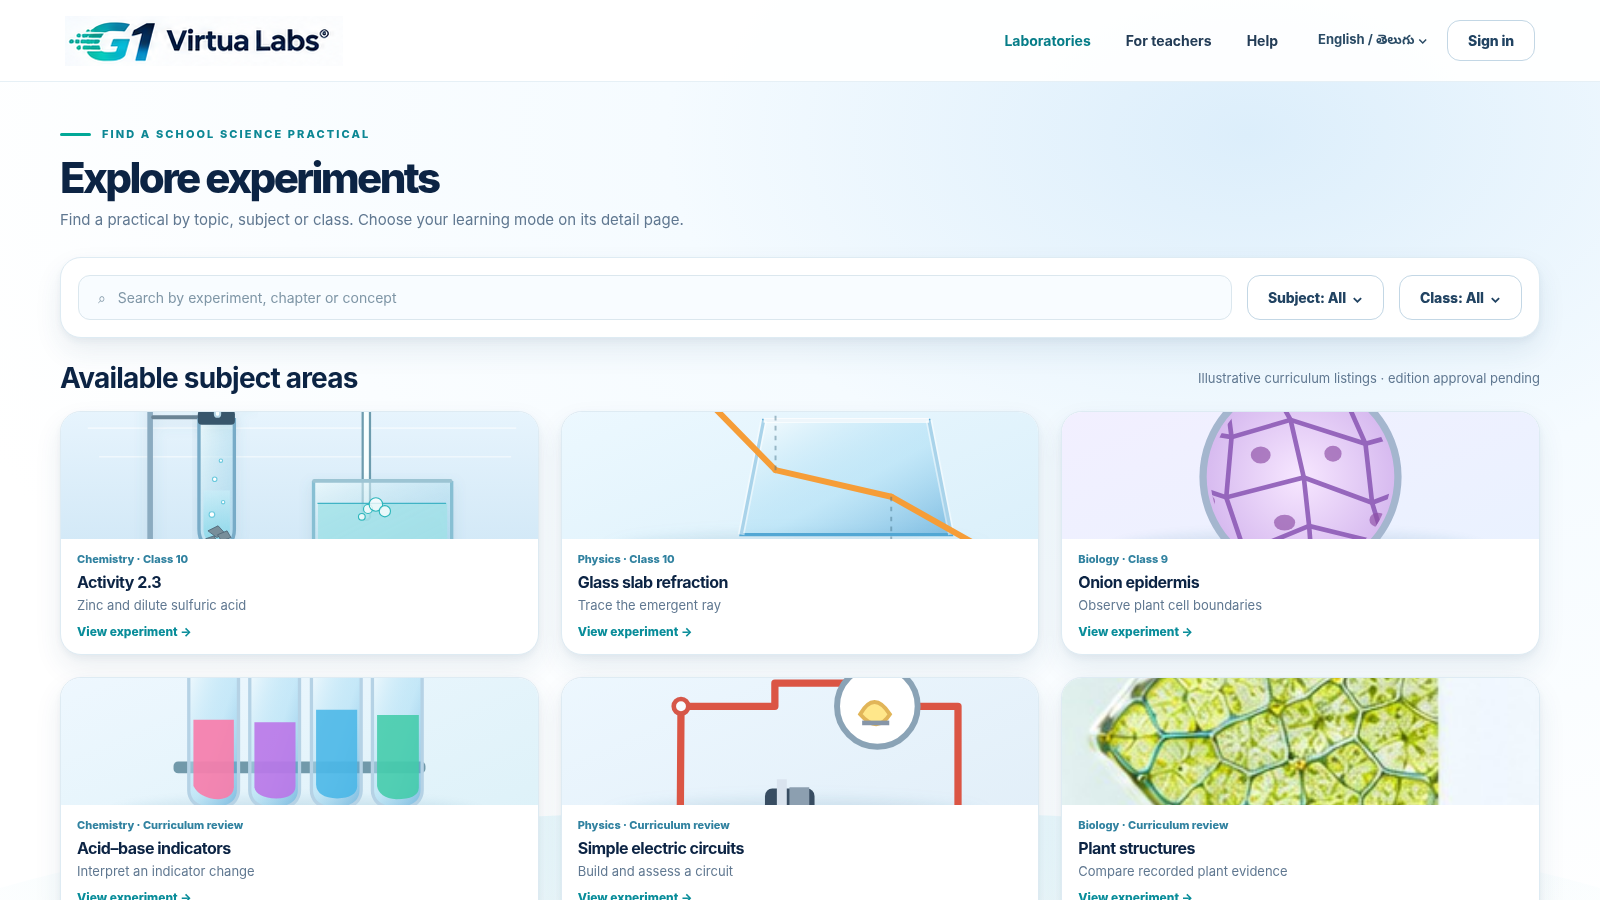 G1 Virtua Labs®
Laboratories
For teachers
Help
English / తెలుగు
Sign in
FIND A SCHOOL SCIENCE PRACTICAL
Explore experiments
Find a practical by topic, subject or class. Choose your learning mode on its detail page.
Search by experiment, chapter or concept
Subject: All
Class: All
Available subject areas
Illustrative curriculum listings · edition approval pending
Chemistry · Class 10
Activity 2.3
Zinc and dilute sulfuric acid
View experiment →
Physics · Class 10
Glass slab refraction
Trace the emergent ray
View experiment →
Biology · Class 9
Onion epidermis
Observe plant cell boundaries
View experiment →
Chemistry · Curriculum review
Acid–base indicators
Interpret an indicator change
View experiment →
Physics · Curriculum review
Simple electric circuits
Build and assess a circuit
View experiment →
Biology · Curriculum review
Plant structures
Compare recorded plant evidence
View experiment →